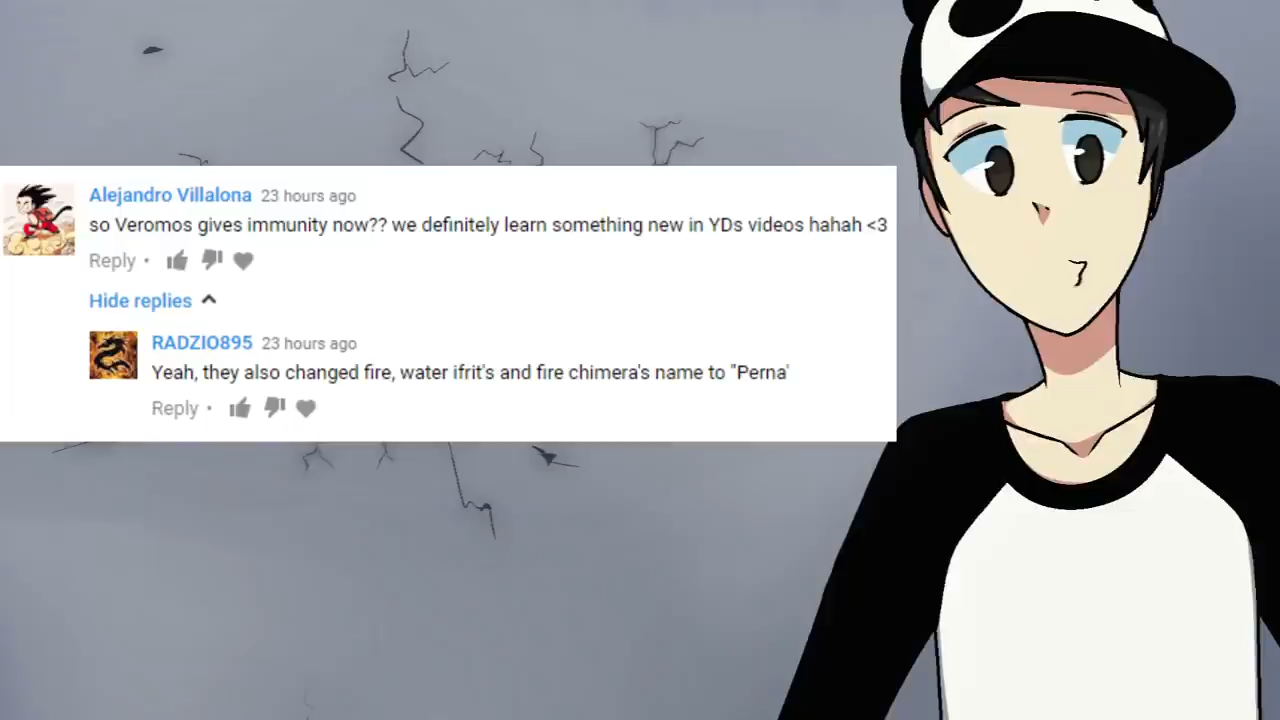 Alejandro Villalona 23 hours ago
so Veromos gives immunity now?? we definitely learn something new in YDs videos hahah <3
Reply •
Hide replies
RADZIO895 23 hours ago
Yeah, they also changed fire, water ifrit's and fire chimera's name to "Perna'
Reply •